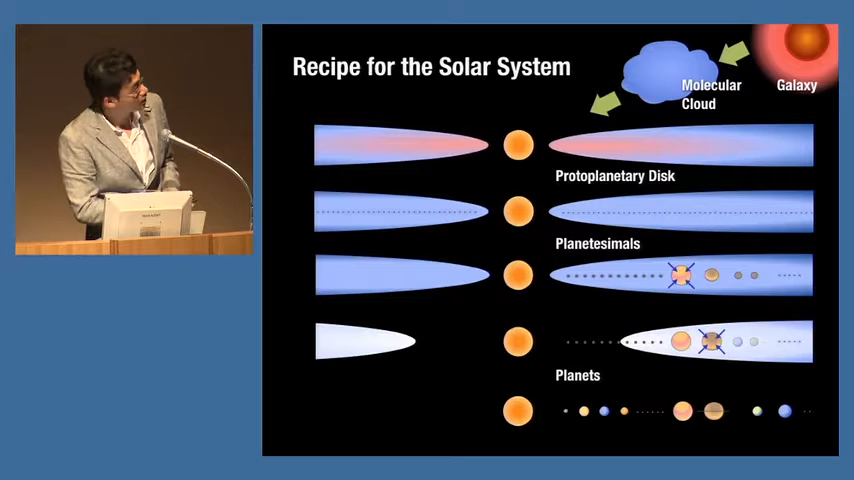 Recipe for the Solar System
Molecular
Cloud
Galaxy
Protoplanetary Disk
Planetesimals
Planets